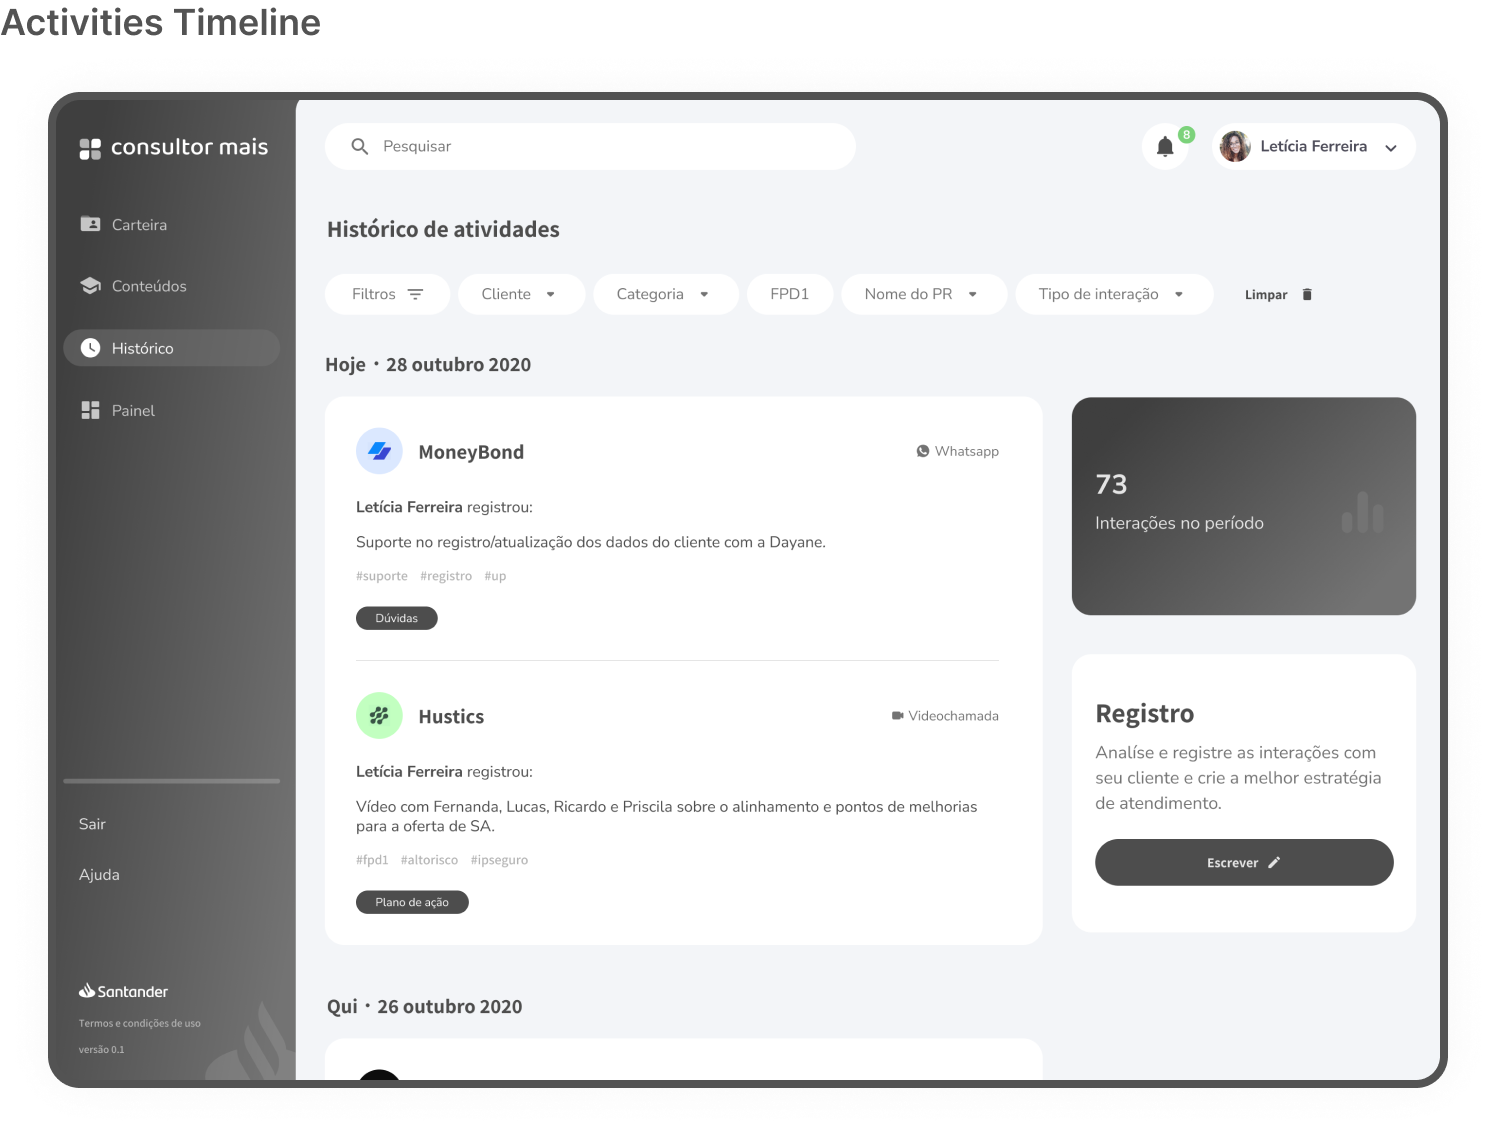 Activities Timeline
consultor mais
Carteira
Conteúdos
Histórico
Painel
Sair
Ajuda
Santander
Termos e condições de uso
versão 0.1
Pesquisar
8
Letícia Ferreira
Histórico de atividades
Filtros
Cliente
Categoria
FPD1
Nome do PR
Tipo de interação
Limpar
Hoje · 28 outubro 2020
MoneyBond
Whatsapp
Letícia Ferreira registrou:
Suporte no registro/atualização dos dados do cliente com a Dayane.
#suporte #registro #up
Dúvidas
Hustics
Videochamada
Letícia Ferreira registrou:
Vídeo com Fernanda, Lucas, Ricardo e Priscila sobre o alinhamento e pontos de melhorias
para a oferta de SA.
#fpd1 #altorisco #ipseguro
Plano de ação
73
Interações no período
Registro
Analíse e registre as interações com
seu cliente e crie a melhor estratégia
de atendimento.
Escrever
Qui · 26 outubro 2020